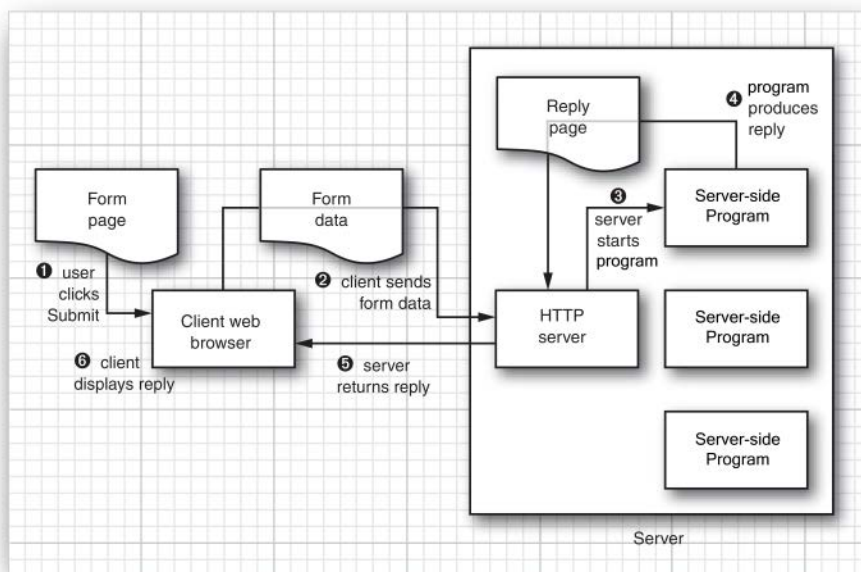 Form
page
❶ user
clicks
Submit
Client web
browser
❻ client
displays reply
Form
data
❷ client sends
form data
❺ server
returns reply
Reply
page
❹ program
produces
reply
❸
server
starts
program
HTTP
server
Server-side
Program
Server-side
Program
Server-side
Program
Server